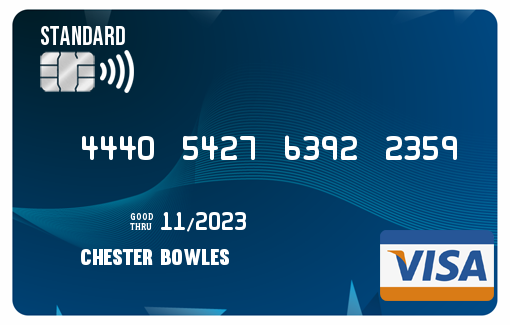 STANDARD
4440 5427 6392 2359
GOOD THRU 11/2023
CHESTER BOWLES
VISA